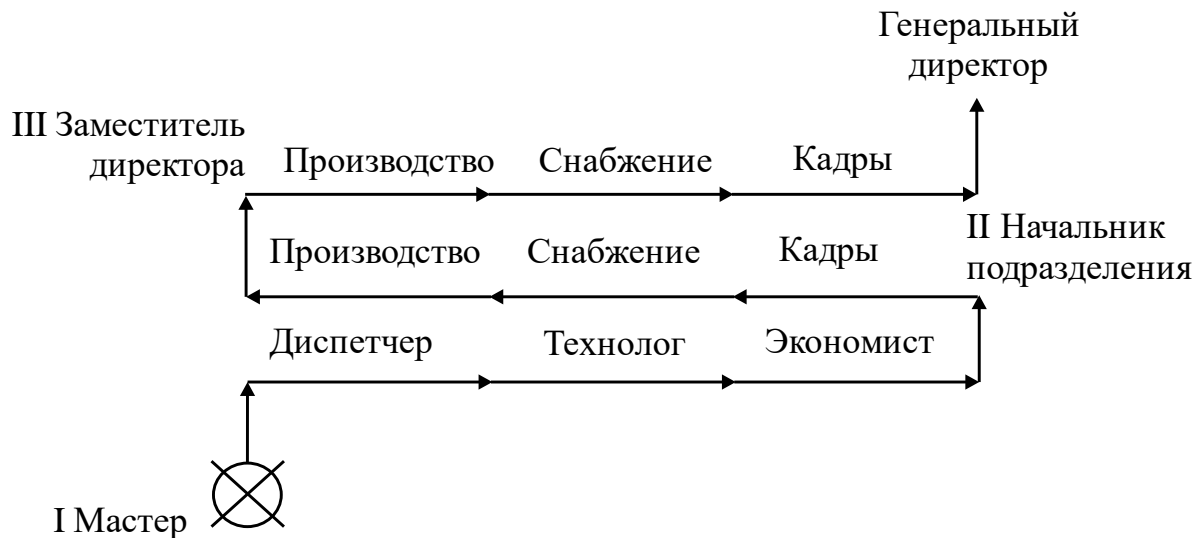 Генеральный
директор
III Заместитель
директора
Производство Снабжение Кадры
Производство Снабжение Кадры
II Начальник
подразделения
Диспетчер Технолог Экономист
I Мастер